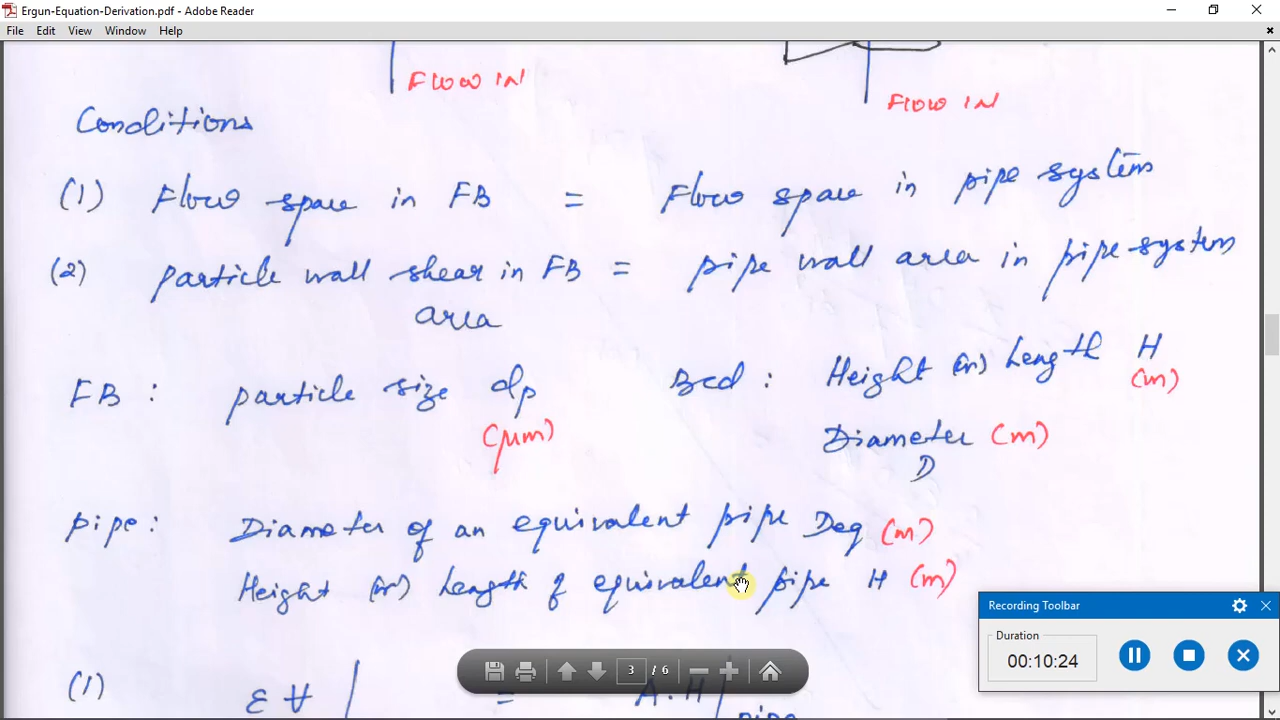 Ergun-Equation-Derivation.pdf - Adobe Reader
File Edit View Window Help
FLOW IN
FLOW IN
Conditions
(1) Flow space in FB = Flow space in pipe system
(2) particle wall shear in FB = pipe wall area in pipe system
area
FB : particle size dp (μm)
Bed : Height (or) Length H (m)
Diameter (m)
D
pipe : Diameter of an equivalent pipe Deq (m)
Height (or) Length of equivalent pipe H (m)
Recording Toolbar
Duration
00:10:24
3 / 6
(1) ε V = A . H
pipe